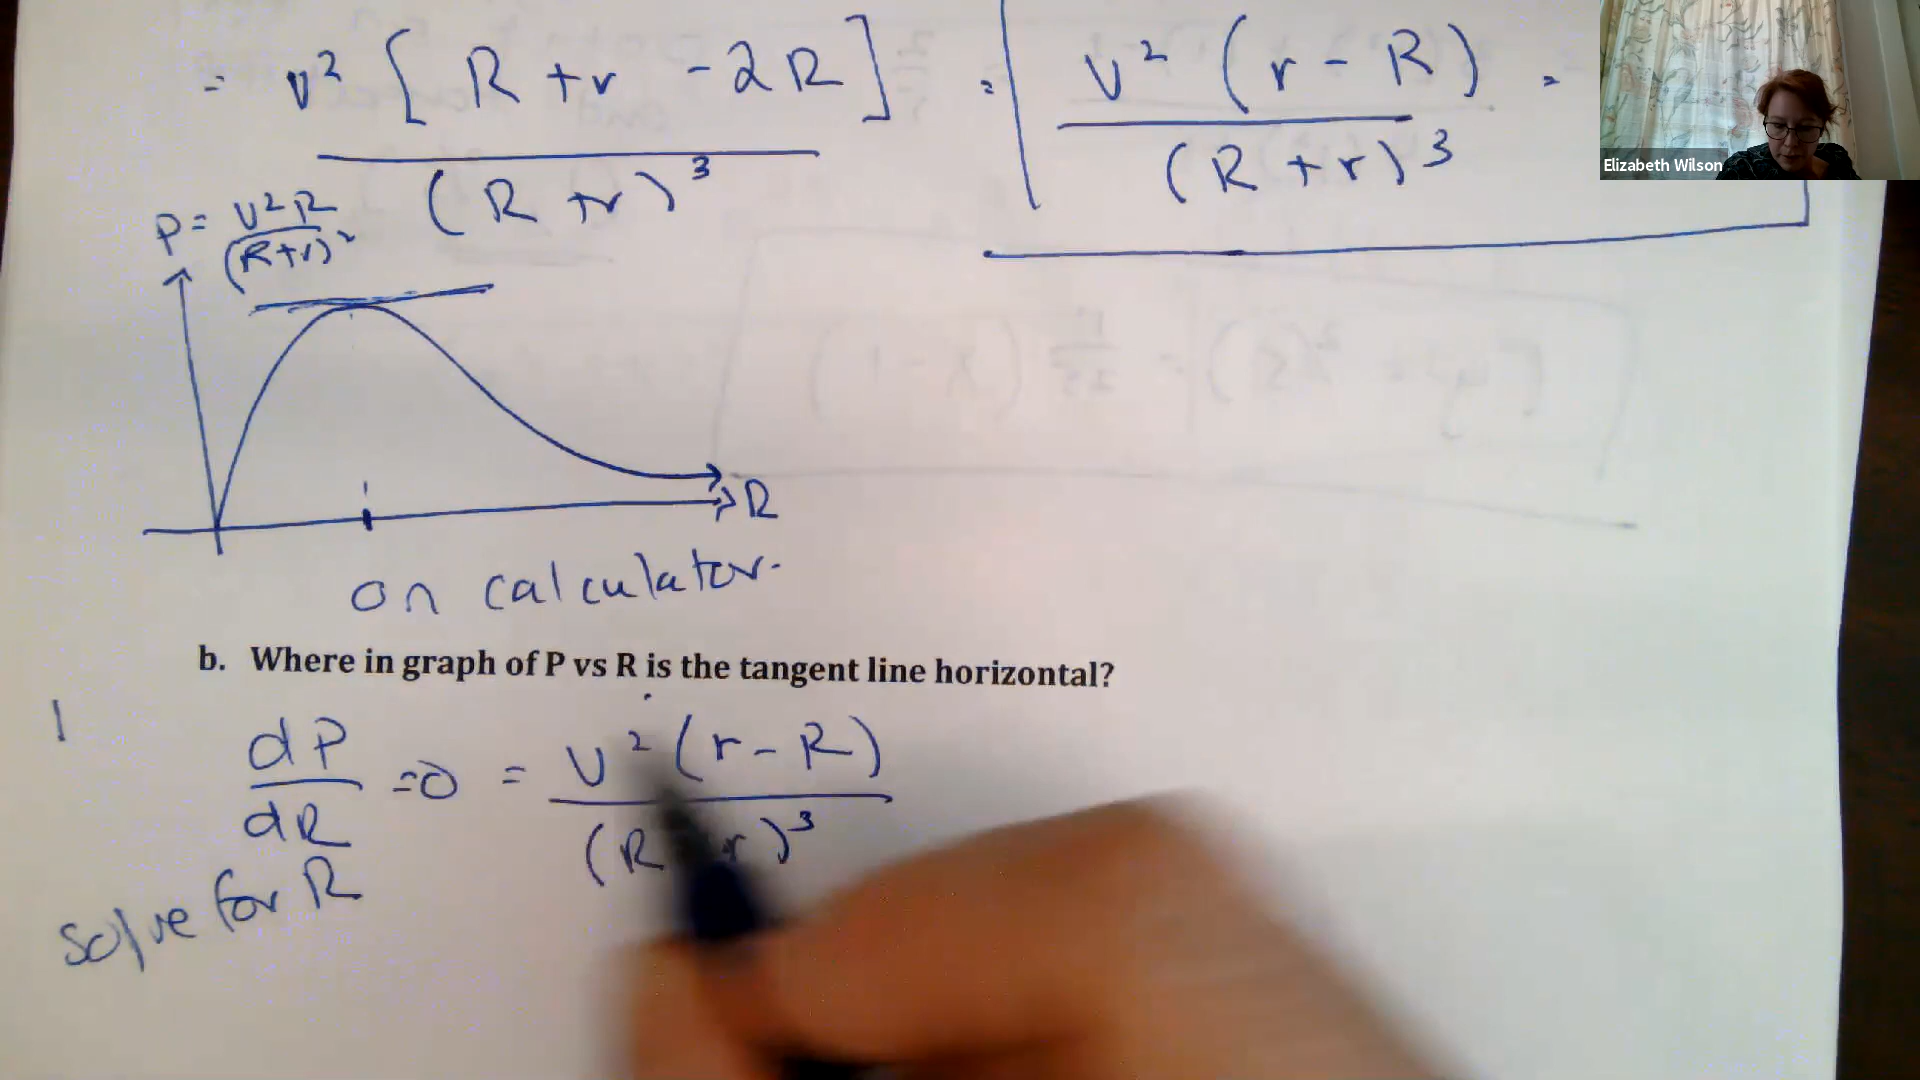 = v² [ R + r - 2R ] = v² (r - R) =
(R + r)³ (R + r)³
Elizabeth Wilson
P = v²R
(R+r)²
R
on calculator.
b. Where in graph of P vs R is the tangent line horizontal?
dP = 0 = v² (r - R)
dR (R r)³
solve for R